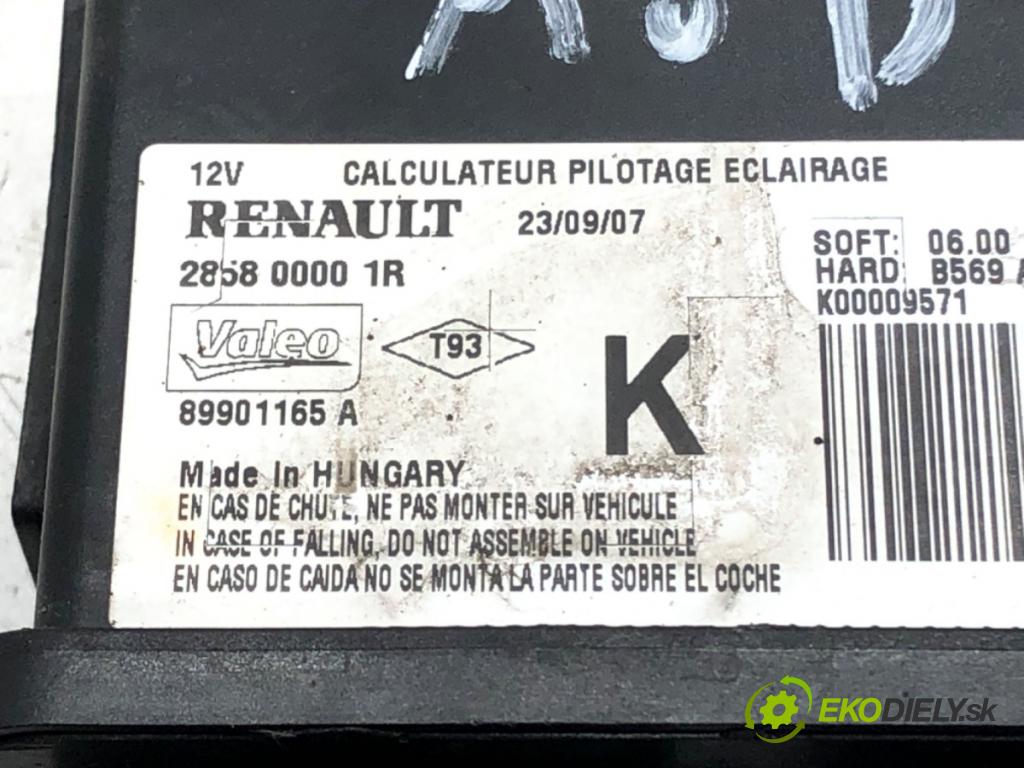 12V CALCULATEUR PILOTAGE ECLAIRAGE
RENAULT 23/09/07
2858 0000 1R
SOFT: 06.00
HARD: B569 A
K00009571
Valeo
T93
K
89901165 A
Made In HUNGARY
EN CAS DE CHUTE, NE PAS MONTER SUR VEHICULE
IN CASE OF FALLING, DO NOT ASSEMBLE ON VEHICLE
EN CASO DE CAIDA NO SE MONTA LA PARTE SOBRE EL COCHE
EKODIELY.sk